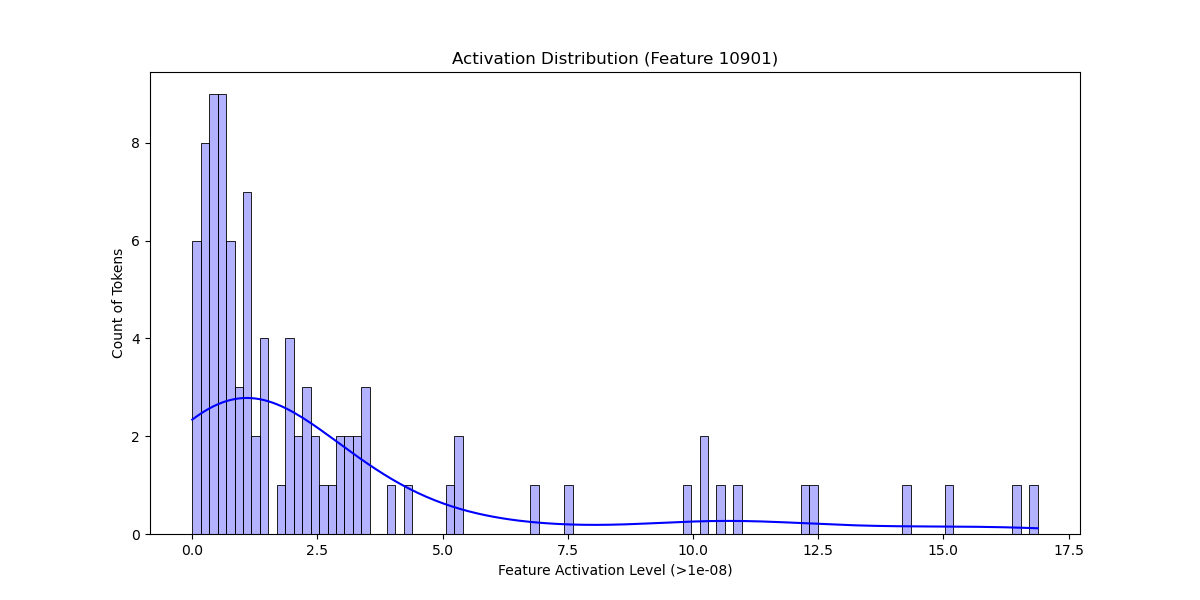 Activation Distribution (Feature 10901)
Count of Tokens
8
6
4
2
0
0.0 2.5 5.0 7.5 10.0 12.5 15.0 17.5
Feature Activation Level (>1e-08)